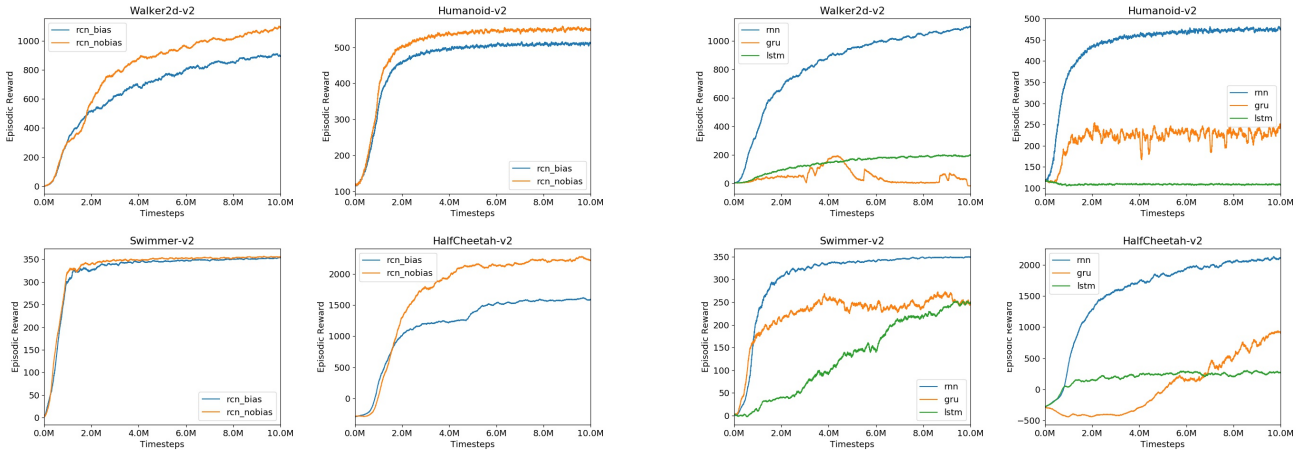 Walker2d-v2
rcn_bias
rcn_nobias
1000
800
600
400
200
0
Episodic Reward
0.0M 2.0M 4.0M 6.0M 8.0M 10.0M
Timesteps
Humanoid-v2
500
400
300
200
100
Episodic Reward
rcn_bias
rcn_nobias
0.0M 2.0M 4.0M 6.0M 8.0M 10.0M
Timesteps
Walker2d-v2
rnn
gru
lstm
1000
800
600
400
200
0
Episodic Reward
0.0M 2.0M 4.0M 6.0M 8.0M 10.0M
Timesteps
Humanoid-v2
500
450
400
350
300
250
200
150
100
Episodic Reward
rnn
gru
lstm
0.0M 2.0M 4.0M 6.0M 8.0M 10.0M
Timesteps
Swimmer-v2
350
300
250
200
150
100
50
0
Episodic Reward
rcn_bias
rcn_nobias
0.0M 2.0M 4.0M 6.0M 8.0M 10.0M
Timesteps
HalfCheetah-v2
rcn_bias
rcn_nobias
2000
1500
1000
500
0
Episodic Reward
0.0M 2.0M 4.0M 6.0M 8.0M 10.0M
Timesteps
Swimmer-v2
350
300
250
200
150
100
50
0
Episodic Reward
rnn
gru
lstm
0.0M 2.0M 4.0M 6.0M 8.0M 10.0M
Timesteps
HalfCheetah-v2
rnn
gru
lstm
2000
1500
1000
500
0
−500
Episodic Reward
0.0M 2.0M 4.0M 6.0M 8.0M 10.0M
Timesteps